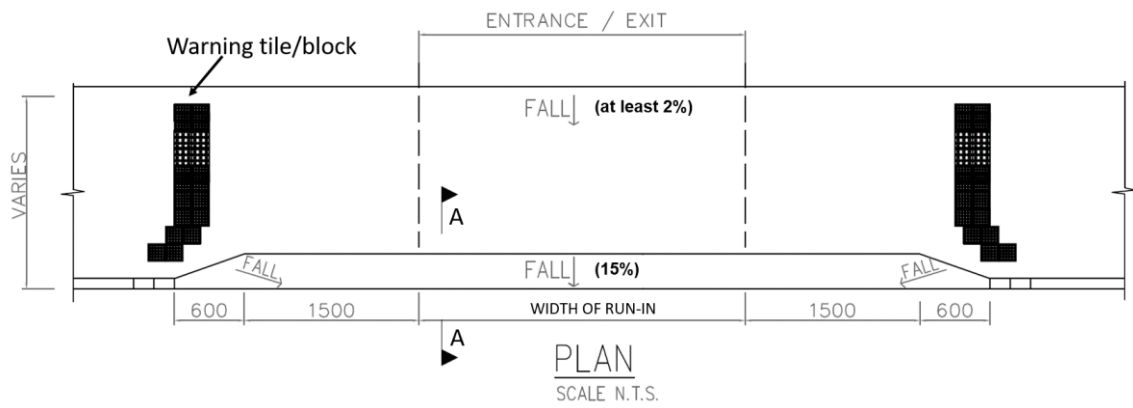 ENTRANCE / EXIT
Warning tile/block
FALL (at least 2%)
VARIES
A
FALL
FALL (15%)
FALL
600
1500
WIDTH OF RUN-IN
1500
600
A
PLAN
SCALE N.T.S.